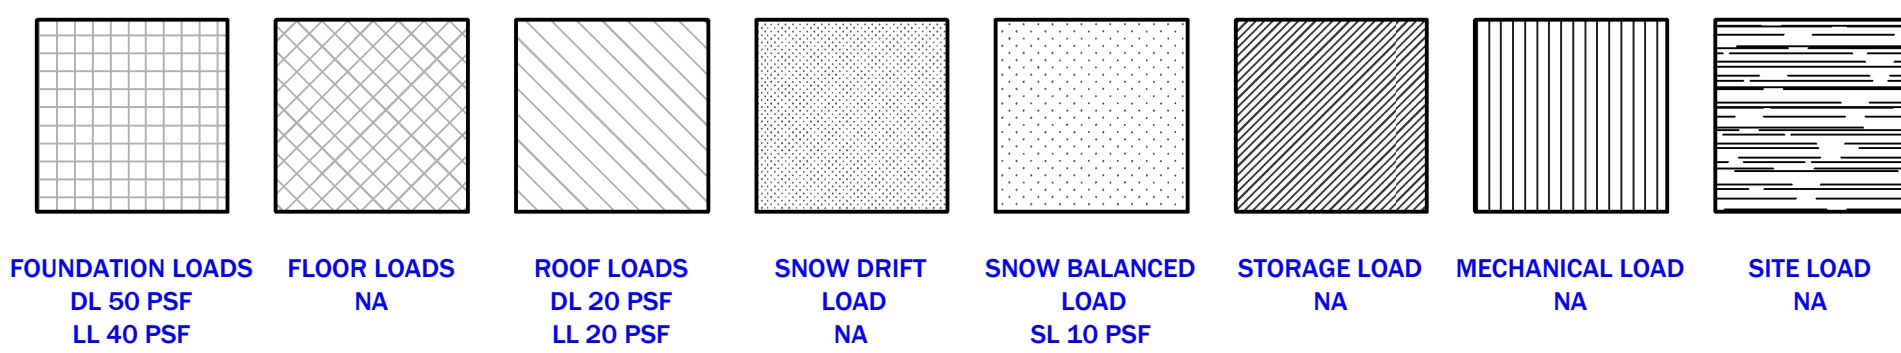 FOUNDATION LOADS
DL 50 PSF
LL 40 PSF
FLOOR LOADS
NA
ROOF LOADS
DL 20 PSF
LL 20 PSF
SNOW DRIFT
LOAD
NA
SNOW BALANCED
LOAD
SL 10 PSF
STORAGE LOAD
NA
MECHANICAL LOAD
NA
SITE LOAD
NA